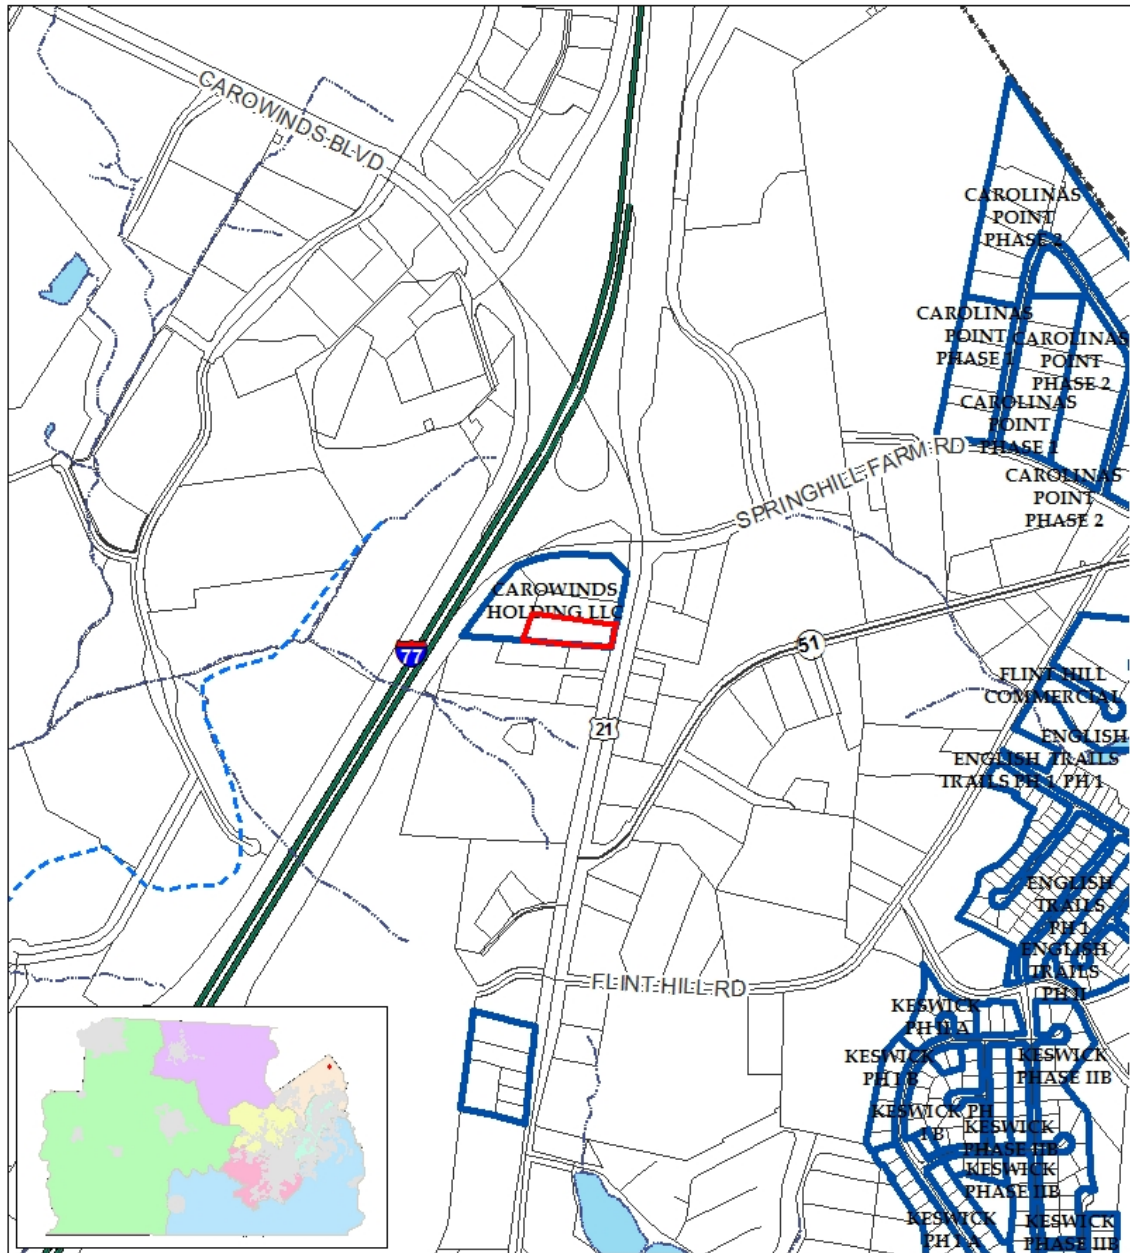 CAROWINDS BLVD
CAROLINAS
POINT
PHASE 2
CAROLINAS
POINT
PHASE 1
CAROLINAS
POINT
PHASE 2
CAROLINAS
POINT
PHASE 1
SPRINGHILL FARM RD
CAROLINAS
POINT
PHASE 2
CAROWINDS
HOLDING LLC
77
51
21
FLINT HILL
COMMERCIAL
ENGLISH
TRAILS
PH 1
ENGLISH
TRAILS PH 1
ENGLISH
TRAILS
PH 1
ENGLISH
TRAILS
PH II
FLINT HILL RD
KESWICK
PH II A
KESWICK
PH I B
KESWICK
PHASE IIB
KESWICK PH
I B
KESWICK
PHASE IIB
KESWICK
PHASE IIB
KESWICK
PH I A
KESWICK
PHASE IIB